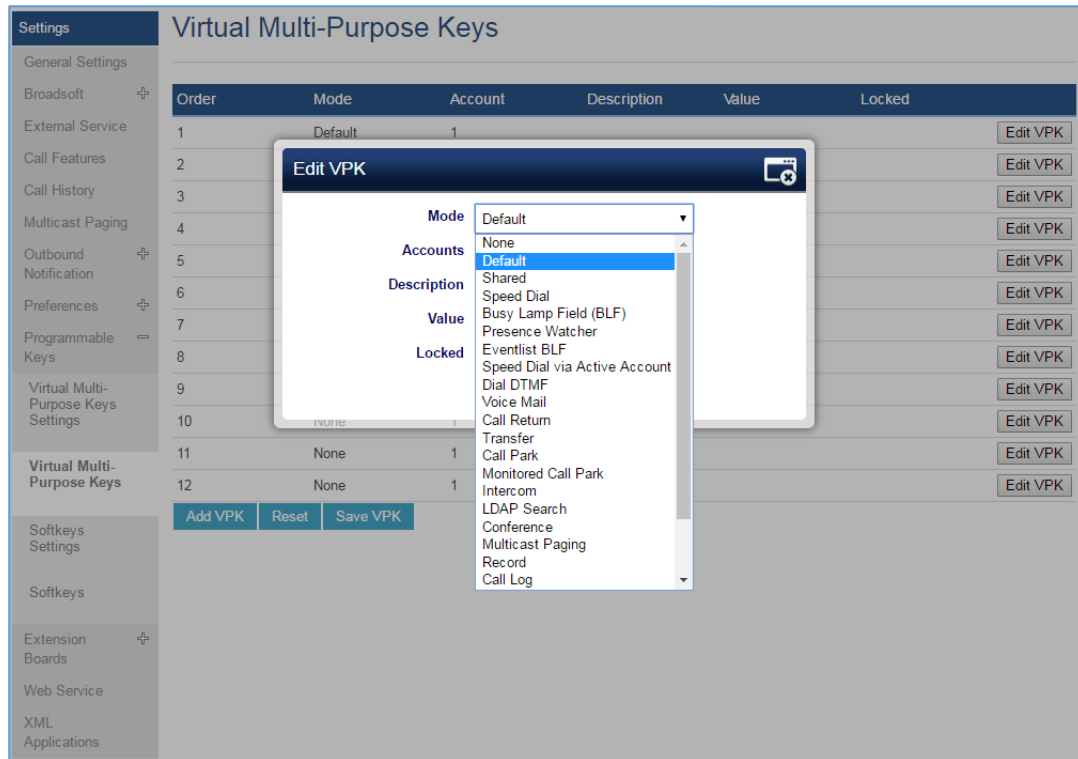 Settings
General Settings
Broadsoft
External Service
Call Features
Call History
Multicast Paging
Outbound
Notification
Preferences
Programmable
Keys
Virtual Multi-
Purpose Keys
Settings
Virtual Multi-
Purpose Keys
Softkeys
Settings
Softkeys
Extension
Boards
Web Service
XML
Applications
Virtual Multi-Purpose Keys
Order Mode Account Description Value Locked
1 Default 1 Edit VPK
2 Edit VPK
3 Edit VPK
4 Edit VPK
5 Edit VPK
6 Edit VPK
7 Edit VPK
8 Edit VPK
9 Edit VPK
10 None 1 Edit VPK
11 None 1 Edit VPK
12 None 1 Edit VPK
Add VPK Reset Save VPK
Edit VPK
Mode Default
Accounts
Description
Value
Locked
None
Default
Shared
Speed Dial
Busy Lamp Field (BLF)
Presence Watcher
Eventlist BLF
Speed Dial via Active Account
Dial DTMF
Voice Mail
Call Return
Transfer
Call Park
Monitored Call Park
Intercom
LDAP Search
Conference
Multicast Paging
Record
Call Log